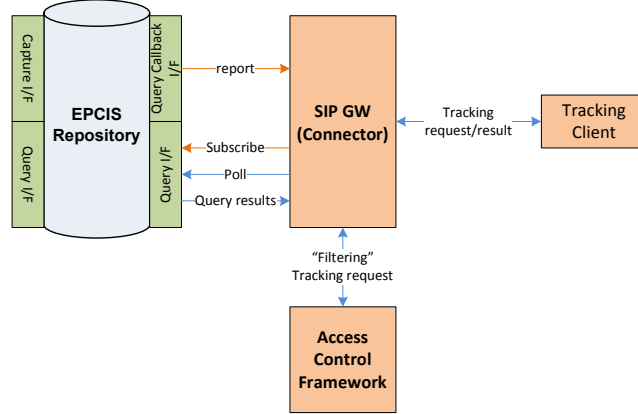 Capture I/F
Query I/F
EPCIS
Repository
Query Callback
I/F
Query I/F
report
Subscribe
Poll
Query results
SIP GW
(Connector)
Tracking
request/result
Tracking
Client
“Filtering”
Tracking request
Access
Control
Framework